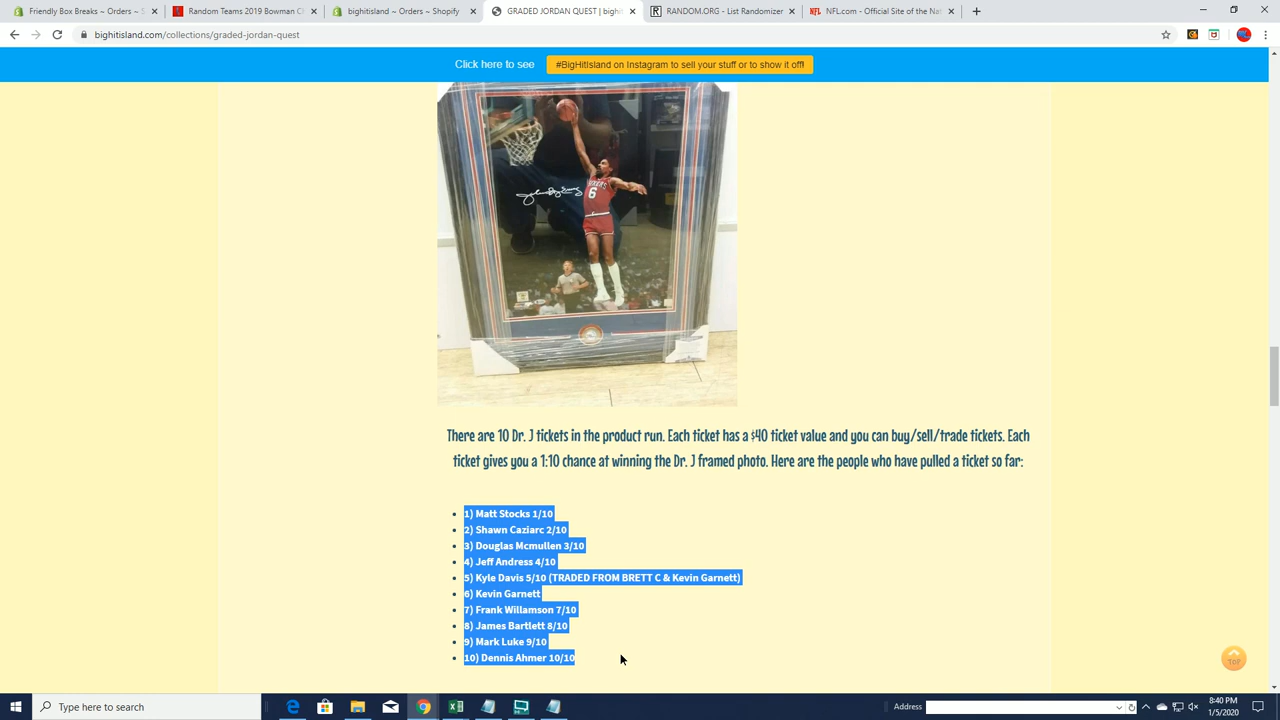 Friendly Box Breaks ~ Orders ~ S
Random Teams 2019 Bowman C
bighitisland ~ Orders ~ Shopify
GRADED JORDAN QUEST | bigh
RANDOM.ORG - List Randomizer
NFL.com - Official Site of the Na
bighitisland.com/collections/graded-jordan-quest
Click here to see #BigHitIsland on Instagram to sell your stuff or to show it off!
6
There are 10 Dr. J tickets in the product run. Each ticket has a $40 ticket value and you can buy/sell/trade tickets. Each
ticket gives you a 1:10 chance at winning the Dr. J framed photo. Here are the people who have pulled a ticket so far:
1) Matt Stocks 1/10
2) Shawn Caziarc 2/10
3) Douglas Mcmullen 3/10
4) Jeff Andress 4/10
5) Kyle Davis 5/10 (TRADED FROM BRETT C & Kevin Garnett)
6) Kevin Garnett
7) Frank Willamson 7/10
8) James Bartlett 8/10
9) Mark Luke 9/10
10) Dennis Ahmer 10/10
TOP
Type here to search
Address
8:40 PM
1/5/2020